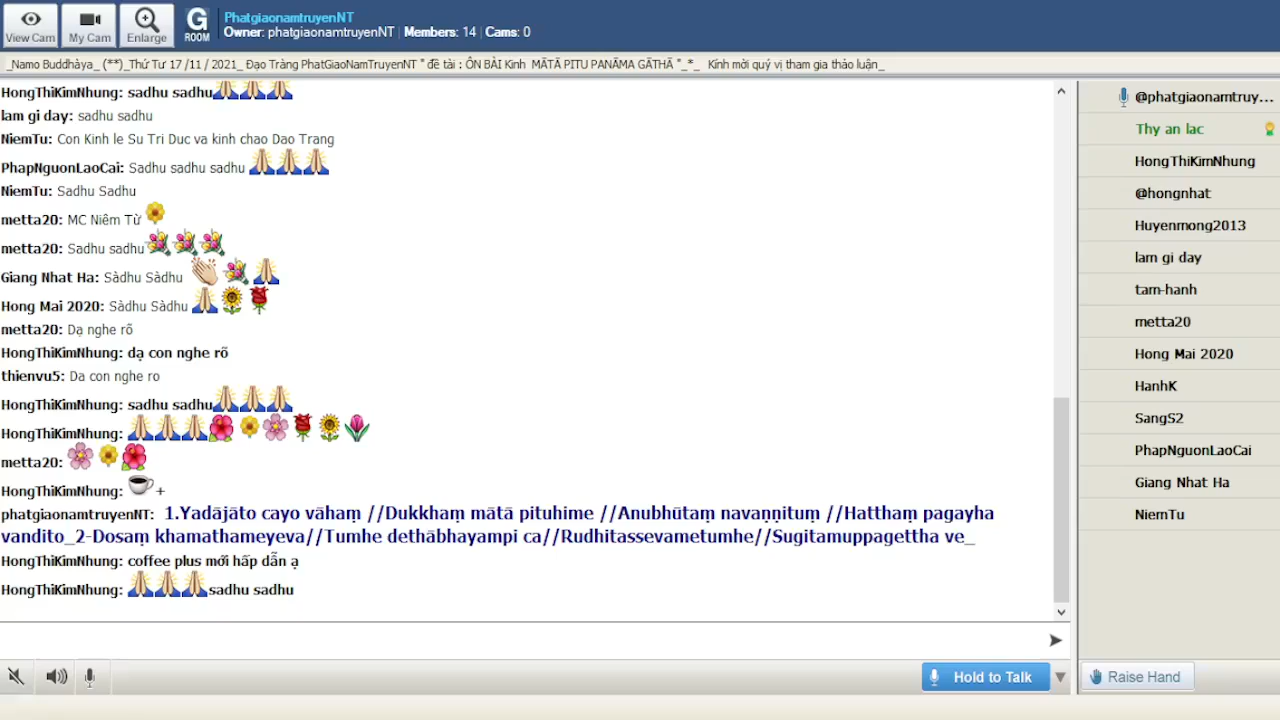 View Cam
My Cam
Enlarge
G
ROOM
PhatgiaonamtruyenNT
Owner: phatgiaonamtruyenNT | Members: 14 | Cams: 0
_Namo Buddhàya_ (**)_Thứ Tư 17 /11 / 2021_ Đạo Tràng PhatGiaoNamTruyenNT " đề tài : ÔN BÀI Kinh MĀTĀ PITU PANĀMA GĀTHĀ "_*_ Kính mời quý vị tham gia thảo luận_
HongThiKimNhung: sadhu sadhu
lam gi day: sadhu sadhu
NiemTu: Con Kinh le Su Tri Duc va kinh chao Dao Trang
PhapNguonLaoCai: Sadhu sadhu sadhu
NiemTu: Sadhu Sadhu
metta20: MC Niêm Từ
metta20: Sadhu sadhu
Giang Nhat Ha: Sàdhu Sàdhu
Hong Mai 2020: Sàdhu Sàdhu
metta20: Dạ nghe rõ
HongThiKimNhung: dạ con nghe rõ
thienvu5: Da con nghe ro
HongThiKimNhung: sadhu sadhu
HongThiKimNhung:
metta20:
HongThiKimNhung: +
phatgiaonamtruyenNT: 1.Yadājāto cayo vāhaṃ //Dukkhaṃ mātā pituhime //Anubhūtaṃ navaṇṇituṃ //Hatthaṃ pagayha
vandito_2-Dosaṃ khamathameyeva//Tumhe dethābhayampi ca//Rudhitassevametumhe//Sugitamuppagettha ve_
HongThiKimNhung: coffee plus mới hấp dẫn ạ
HongThiKimNhung: sadhu sadhu
@phatgiaonamtruy...
Thy an lac
HongThiKimNhung
@hongnhat
Huyenmong2013
lam gi day
tam-hanh
metta20
Hong Mai 2020
HanhK
SangS2
PhapNguonLaoCai
Giang Nhat Ha
NiemTu
Hold to Talk
Raise Hand